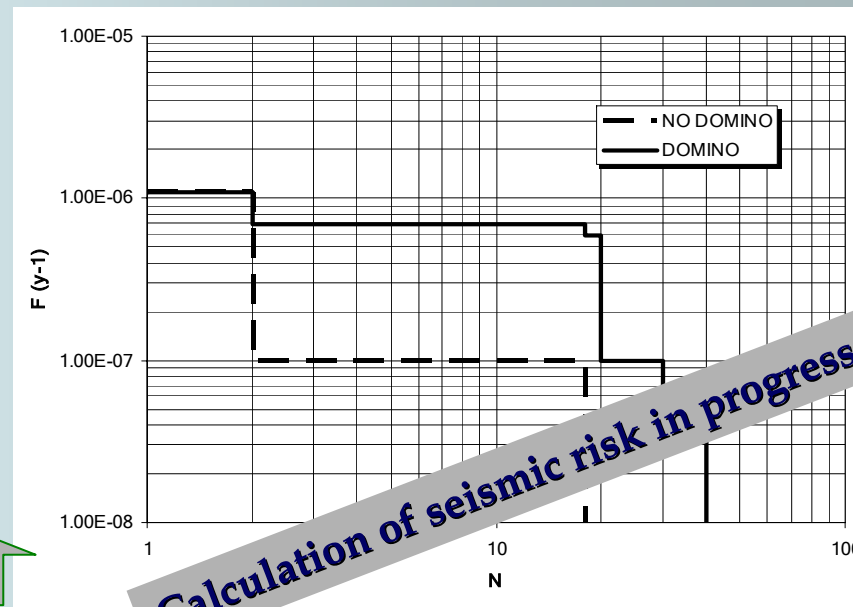 1.00E-05
NO DOMINO
DOMINO
1.00E-06
F (y-1)
1.00E-07
1.00E-08
1
10
100
N
Calculation of seismic risk in progress